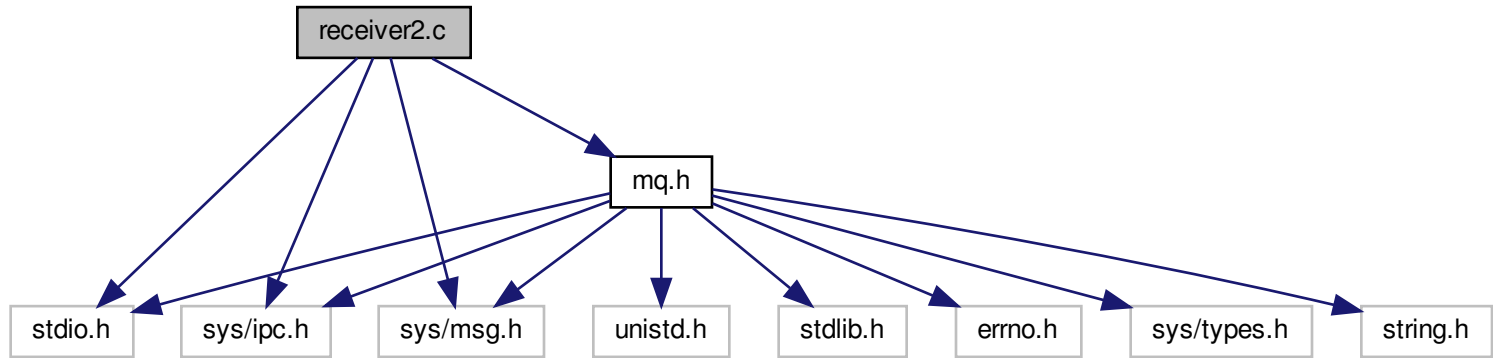 receiver2.c
mq.h
stdio.h
sys/ipc.h
sys/msg.h
unistd.h
stdlib.h
errno.h
sys/types.h
string.h